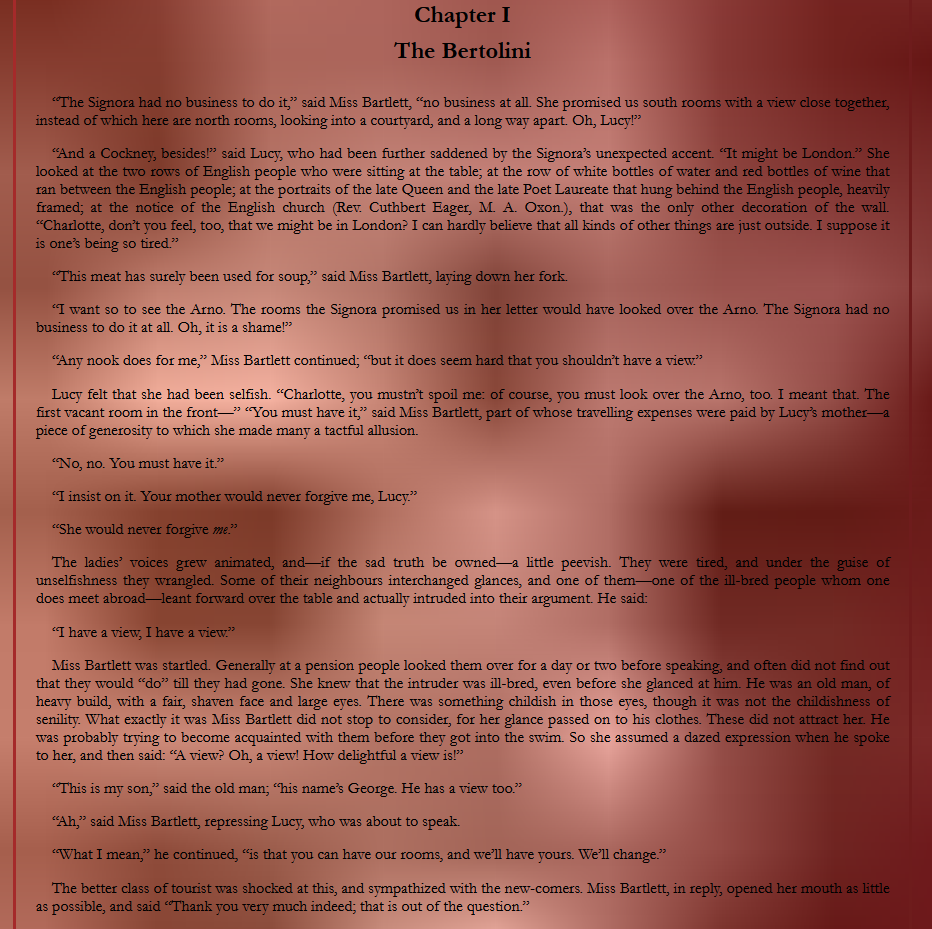 Chapter I
The Bertolini
“The Signora had no business to do it,” said Miss Bartlett, “no business at all. She promised us south rooms with a view close together,
instead of which here are north rooms, looking into a courtyard, and a long way apart. Oh, Lucy!”
“And a Cockney, besides!” said Lucy, who had been further saddened by the Signora’s unexpected accent. “It might be London.” She
looked at the two rows of English people who were sitting at the table; at the row of white bottles of water and red bottles of wine that
ran between the English people; at the portraits of the late Queen and the late Poet Laureate that hung behind the English people, heavily
framed; at the notice of the English church (Rev. Cuthbert Eager, M. A. Oxon.), that was the only other decoration of the wall.
“Charlotte, don’t you feel, too, that we might be in London? I can hardly believe that all kinds of other things are just outside. I suppose it
is one’s being so tired.”
“This meat has surely been used for soup,” said Miss Bartlett, laying down her fork.
“I want so to see the Arno. The rooms the Signora promised us in her letter would have looked over the Arno. The Signora had no
business to do it at all. Oh, it is a shame!”
“Any nook does for me,” Miss Bartlett continued; “but it does seem hard that you shouldn’t have a view.”
Lucy felt that she had been selfish. “Charlotte, you mustn’t spoil me: of course, you must look over the Arno, too. I meant that. The
first vacant room in the front—” “You must have it,” said Miss Bartlett, part of whose travelling expenses were paid by Lucy’s mother—a
piece of generosity to which she made many a tactful allusion.
“No, no. You must have it.”
“I insist on it. Your mother would never forgive me, Lucy.”
“She would never forgive me.”
The ladies’ voices grew animated, and—if the sad truth be owned—a little peevish. They were tired, and under the guise of
unselfishness they wrangled. Some of their neighbours interchanged glances, and one of them—one of the ill-bred people whom one
does meet abroad—leant forward over the table and actually intruded into their argument. He said:
“I have a view, I have a view.”
Miss Bartlett was startled. Generally at a pension people looked them over for a day or two before speaking, and often did not find out
that they would “do” till they had gone. She knew that the intruder was ill-bred, even before she glanced at him. He was an old man, of
heavy build, with a fair, shaven face and large eyes. There was something childish in those eyes, though it was not the childishness of
senility. What exactly it was Miss Bartlett did not stop to consider, for her glance passed on to his clothes. These did not attract her. He
was probably trying to become acquainted with them before they got into the swim. So she assumed a dazed expression when he spoke
to her, and then said: “A view? Oh, a view! How delightful a view is!”
“This is my son,” said the old man; “his name’s George. He has a view too.”
“Ah,” said Miss Bartlett, repressing Lucy, who was about to speak.
“What I mean,” he continued, “is that you can have our rooms, and we’ll have yours. We’ll change.”
The better class of tourist was shocked at this, and sympathized with the new-comers. Miss Bartlett, in reply, opened her mouth as little
as possible, and said “Thank you very much indeed; that is out of the question.”